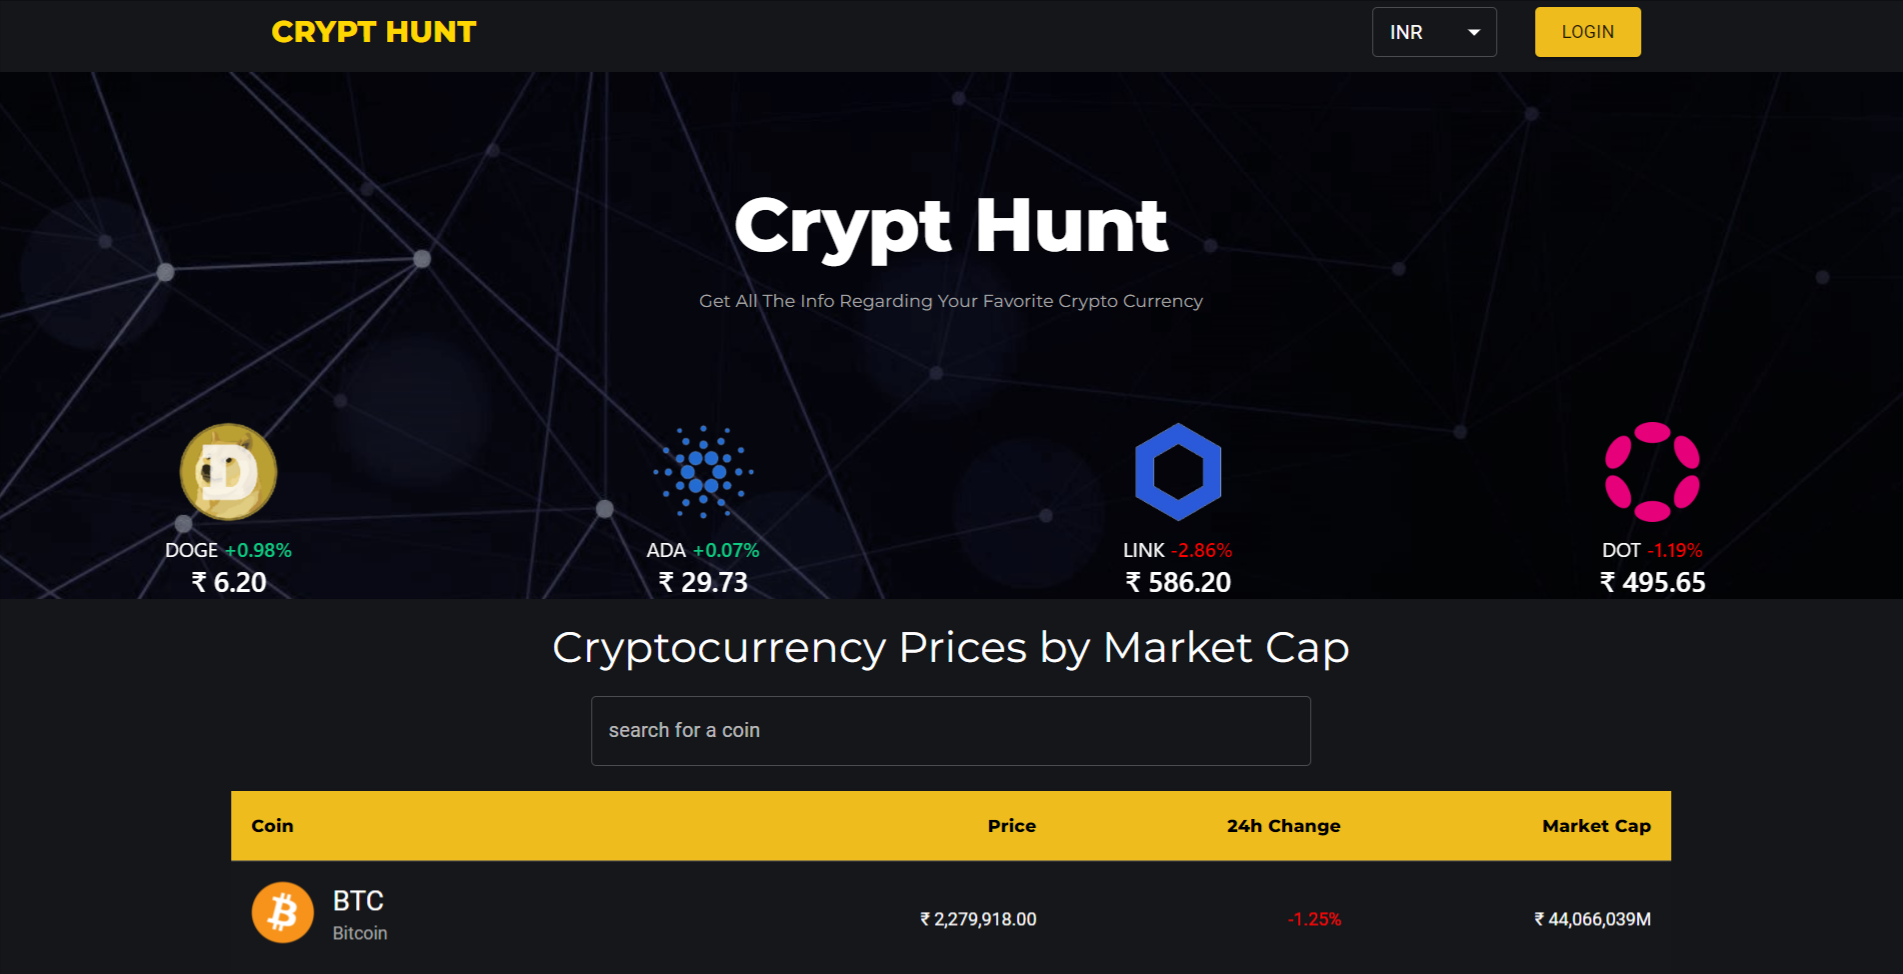 CRYPT HUNT
INR
LOGIN
Crypt Hunt
Get All The Info Regarding Your Favorite Crypto Currency
D
DOGE +0.98%
₹ 6.20
ADA +0.07%
₹ 29.73
LINK -2.86%
₹ 586.20
DOT -1.19%
₹ 495.65
Cryptocurrency Prices by Market Cap
search for a coin
Coin Price 24h Change Market Cap
BTC
Bitcoin
₹ 2,279,918.00 -1.25% ₹ 44,066,039M